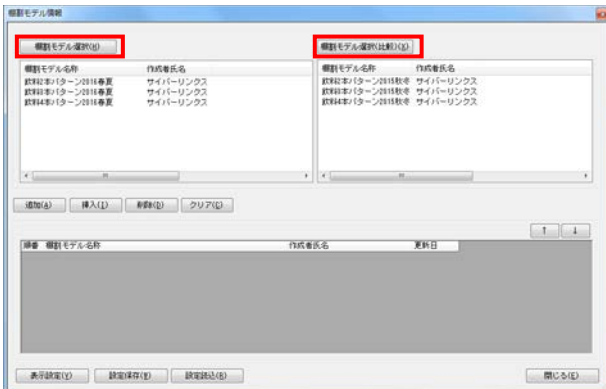 棚割モデル情報
棚割モデル選択(H)
棚割モデル選択(比較)(X)
棚割モデル名称 作成者氏名
飲料2本パターン2016春夏 サイバーリンクス
飲料3本パターン2016春夏 サイバーリンクス
飲料4本パターン2016春夏 サイバーリンクス
棚割モデル名称 作成者氏名
飲料2本パターン2015秋冬 サイバーリンクス
飲料3本パターン2015秋冬 サイバーリンクス
飲料4本パターン2015秋冬 サイバーリンクス
追加(A) 挿入(I) 削除(D) クリア(C)
↑ ↓
順番 棚割モデル名称 作成者氏名 更新日
表示設定(V) 設定保存(W) 設定読込(R) 閉じる(E)